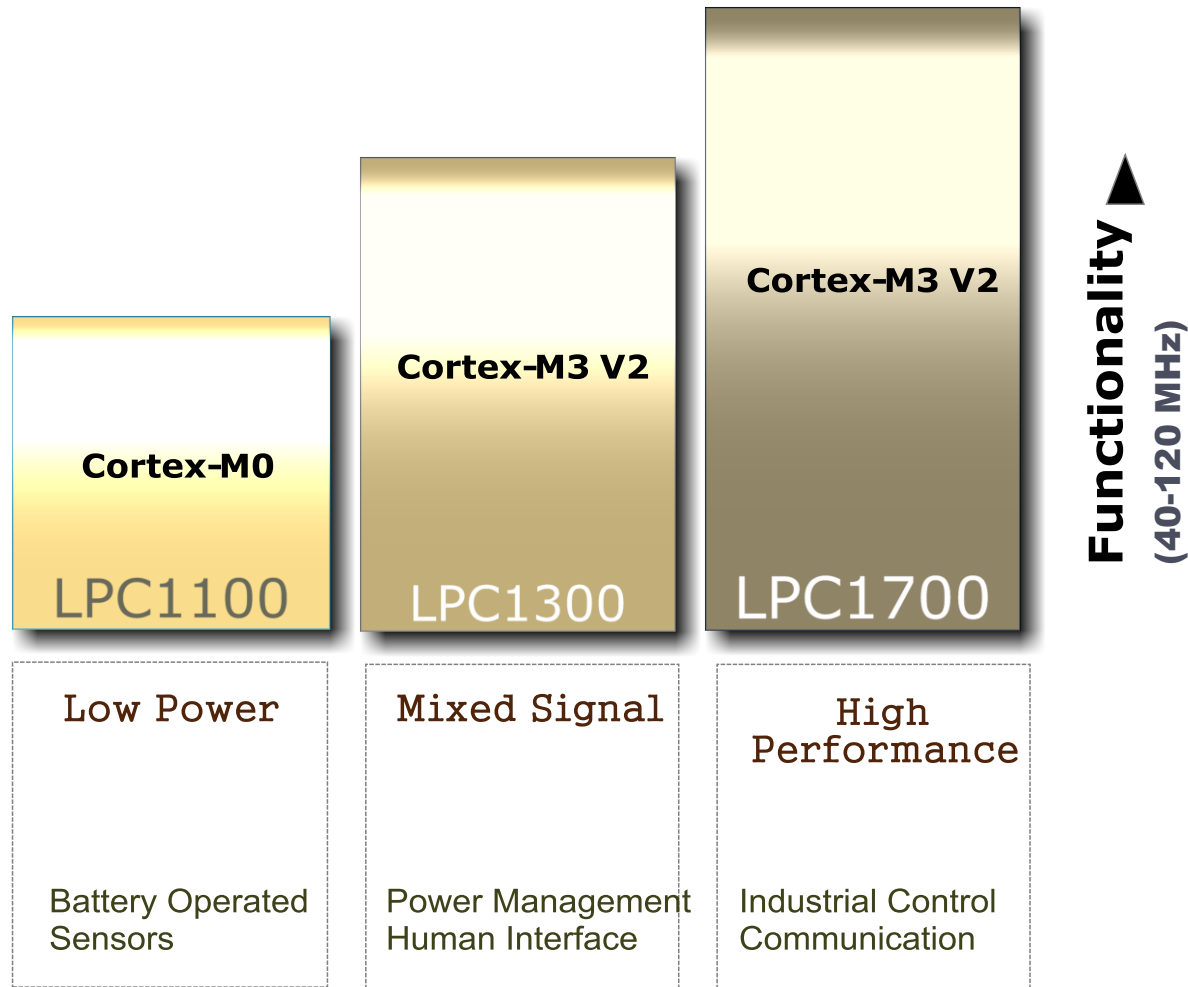 Cortex-M0
LPC1100
Cortex-M3 V2
LPC1300
Cortex-M3 V2
LPC1700
Functionality
(40-120 MHz)
Low Power
Battery Operated
Sensors
Mixed Signal
Power Management
Human Interface
High
Performance
Industrial Control
Communication